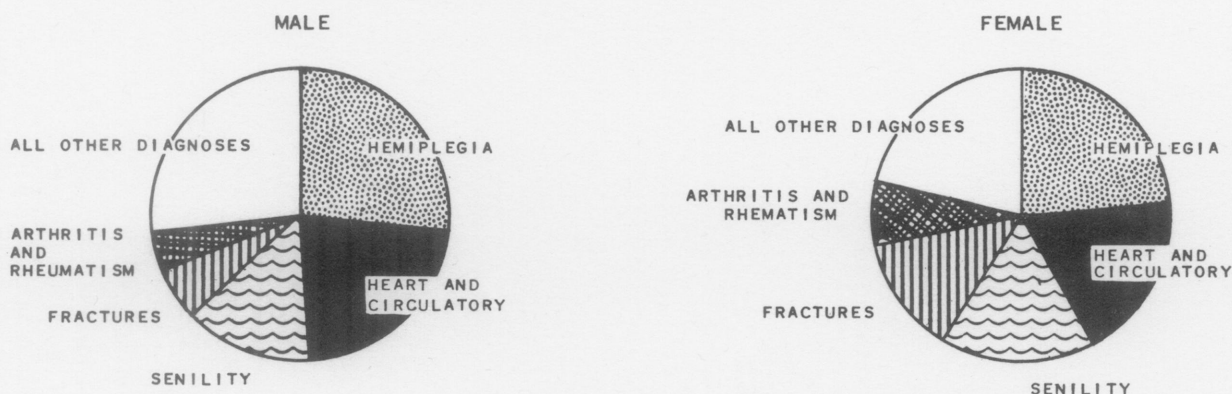 MALE
ALL OTHER DIAGNOSES
HEMIPLEGIA
ARTHRITIS
AND
RHEUMATISM
HEART AND
CIRCULATORY
FRACTURES
SENILITY
FEMALE
ALL OTHER DIAGNOSES
HEMIPLEGIA
ARTHRITIS AND
RHEMATISM
HEART AND
CIRCULATORY
FRACTURES
SENILITY